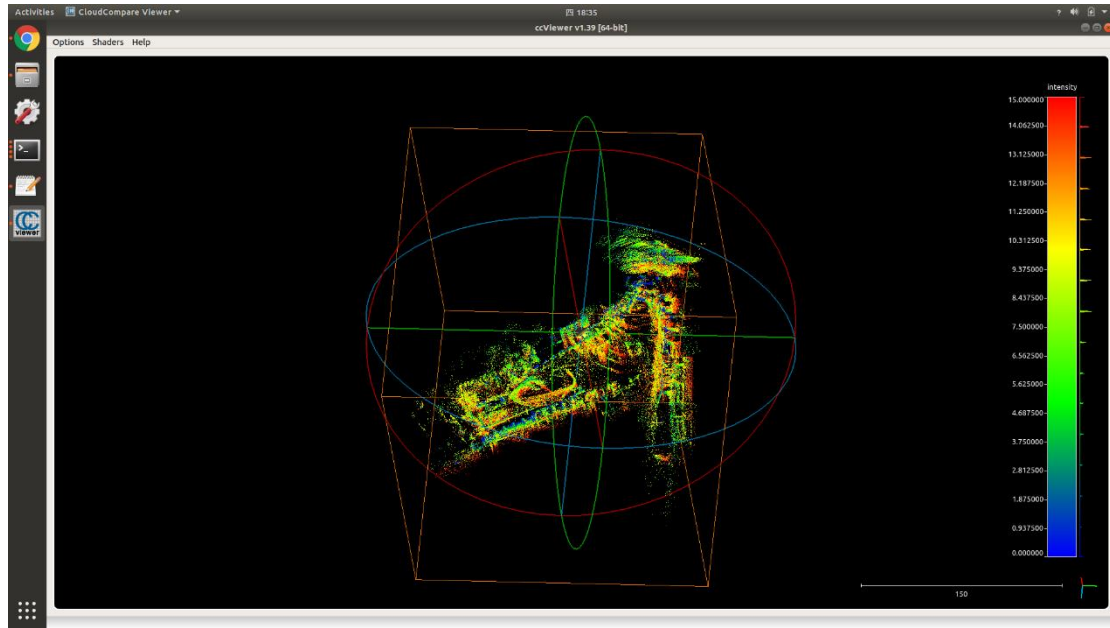 Activities CloudCompare Viewer
四 18:35
ccViewer v1.39 [64-bit]
Options Shaders Help
CC
viewer
intensity
15.000000
14.062500
13.125000
12.187500
11.250000
10.312500
9.375000
8.437500
7.500000
6.562500
5.625000
4.687500
3.750000
2.812500
1.875000
0.937500
0.000000
150